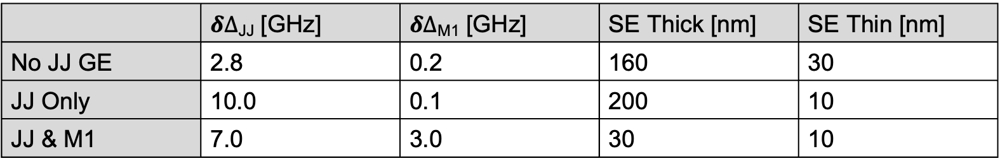 δΔJJ [GHz] δΔM1 [GHz] SE Thick [nm] SE Thin [nm]
No JJ GE 2.8 0.2 160 30
JJ Only 10.0 0.1 200 10
JJ & M1 7.0 3.0 30 10